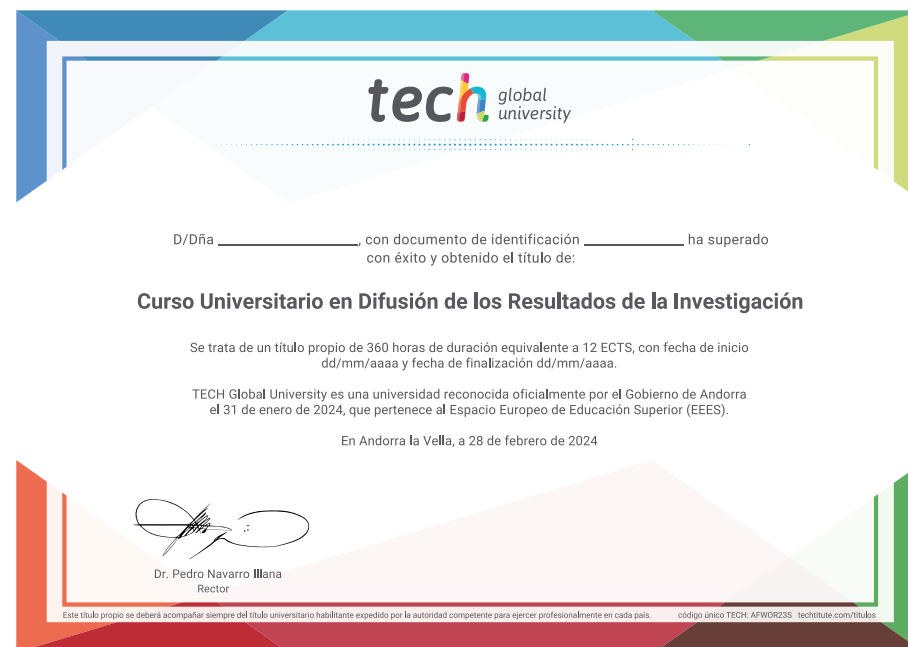 tech global university
D/Dña ____________________, con documento de identificación ______________ ha superado
con éxito y obtenido el título de:
Curso Universitario en Difusión de los Resultados de la Investigación
Se trata de un título propio de 360 horas de duración equivalente a 12 ECTS, con fecha de inicio
dd/mm/aaaa y fecha de finalización dd/mm/aaaa.
TECH Global University es una universidad reconocida oficialmente por el Gobierno de Andorra
el 31 de enero de 2024, que pertenece al Espacio Europeo de Educación Superior (EEES).
En Andorra la Vella, a 28 de febrero de 2024
Dr. Pedro Navarro Illana
Rector
Este título propio se deberá acompañar siempre del título universitario habilitante expedido por la autoridad competente para ejercer profesionalmente en cada país. código único TECH: AFWOR23S techtitute.com/titulos